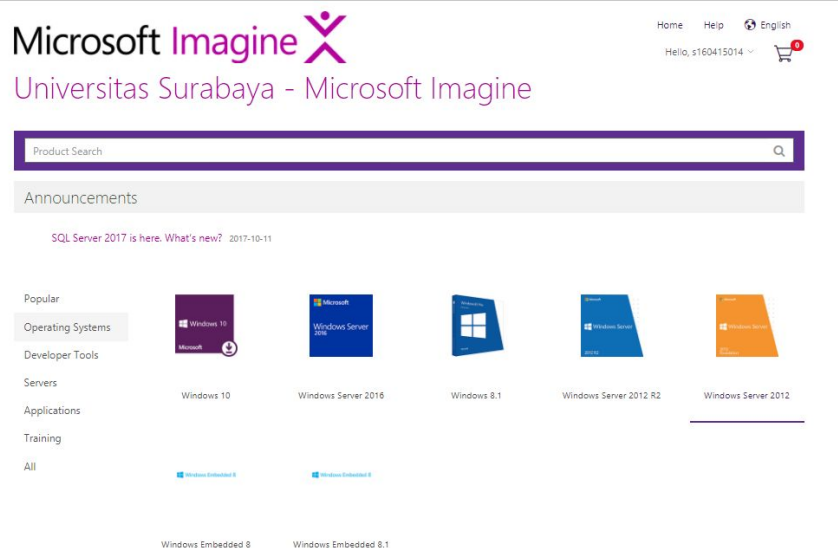 Microsoft Imagine
Home Help English
Hello, s160415014
0
Universitas Surabaya - Microsoft Imagine
Product Search
Announcements
SQL Server 2017 is here. What's new? 2017-10-11
Popular
Operating Systems
Developer Tools
Servers
Applications
Training
All
Windows 10
Microsoft
Windows 10
Microsoft
Windows Server
2016
Windows Server 2016
Windows 8.1
Windows Server
2012 R2
Windows Server 2012 R2
Windows Server
Windows Server 2012
Windows Embedded 8
Windows Embedded 8
Windows Embedded 8.1